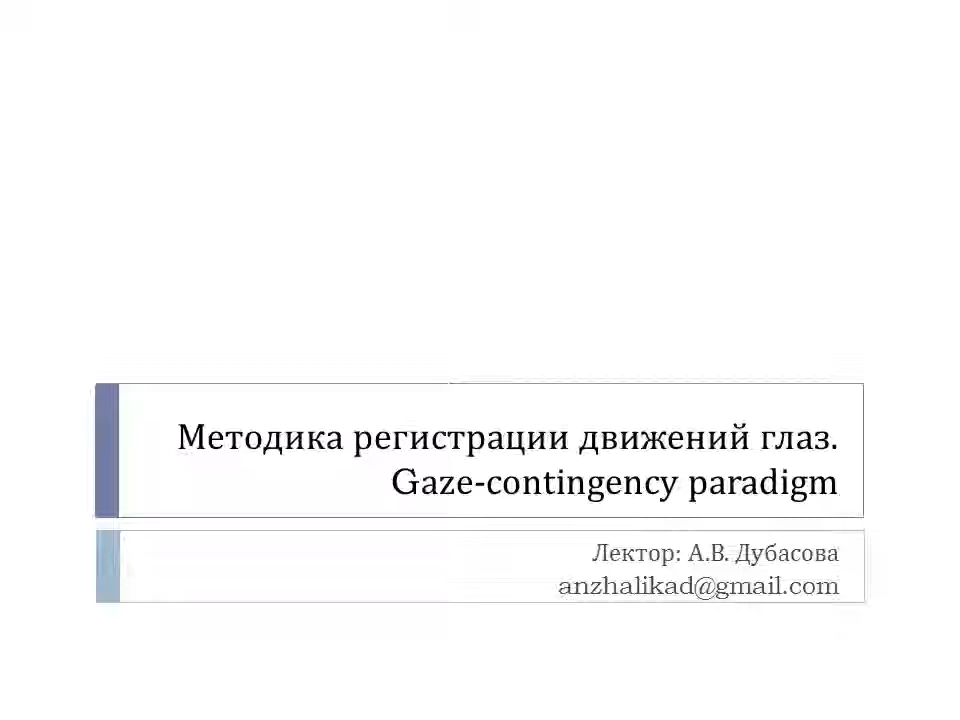 Методика регистрации движений глаз.
Gaze-contingency paradigm
Лектор: А.В. Дубасова
anzhalikad@gmail.com